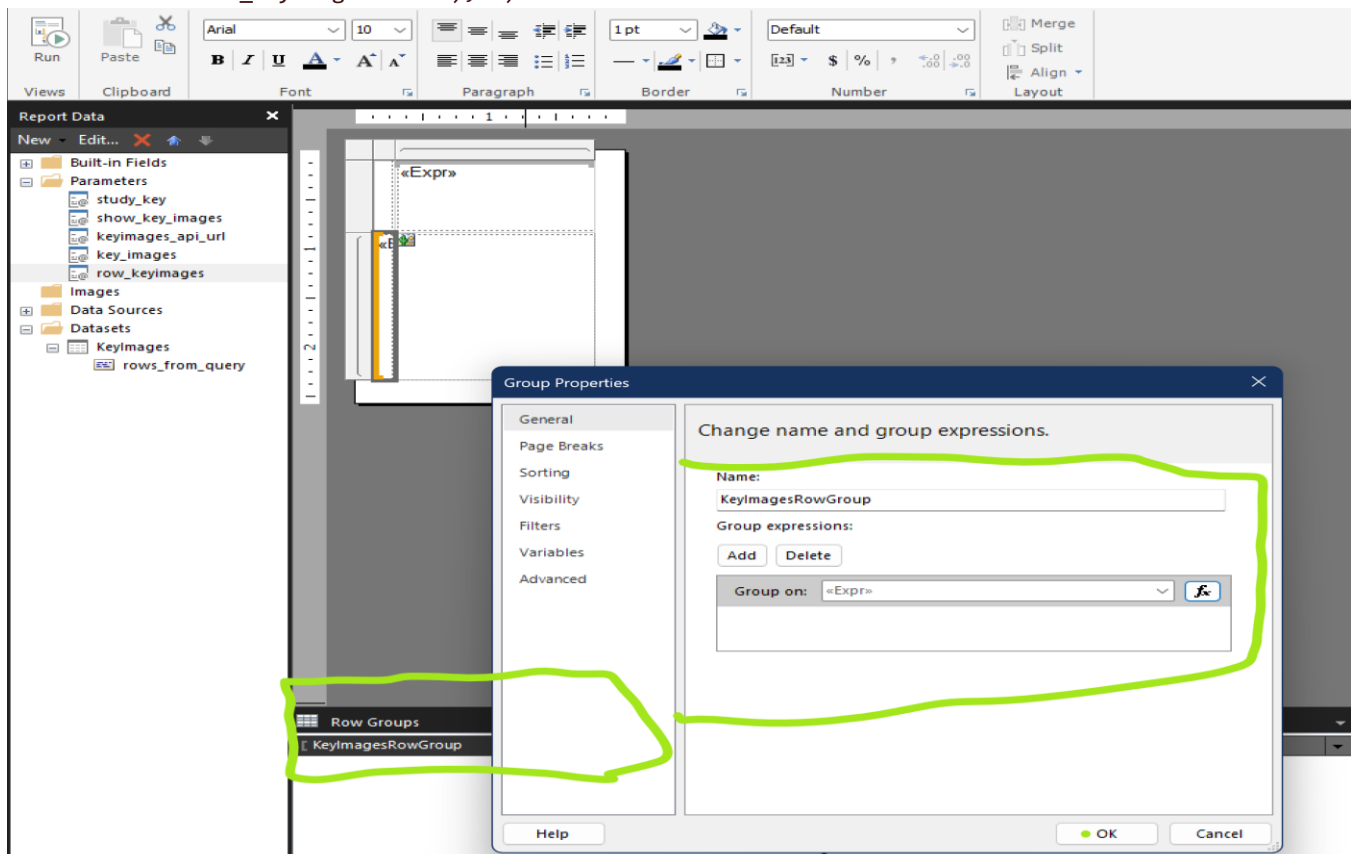 Arial 10 1 pt Default Merge
Split
Run Paste B I U A A A $ % , Align
Views Clipboard Font Paragraph Border Number Layout
Report Data
New Edit...
Built-in Fields
Parameters
study_key
show_key_images
keyimages_api_url
key_images
row_keyimages
Images
Data Sources
Datasets
KeyImages
rows_from_query
1
«Expr»
«E
1
2
Group Properties
General
Page Breaks
Sorting
Visibility
Filters
Variables
Advanced
Change name and group expressions.
Name:
KeyImagesRowGroup
Group expressions:
Add Delete
Group on: «Expr» fx
Row Groups
KeyImagesRowGroup
Help OK Cancel